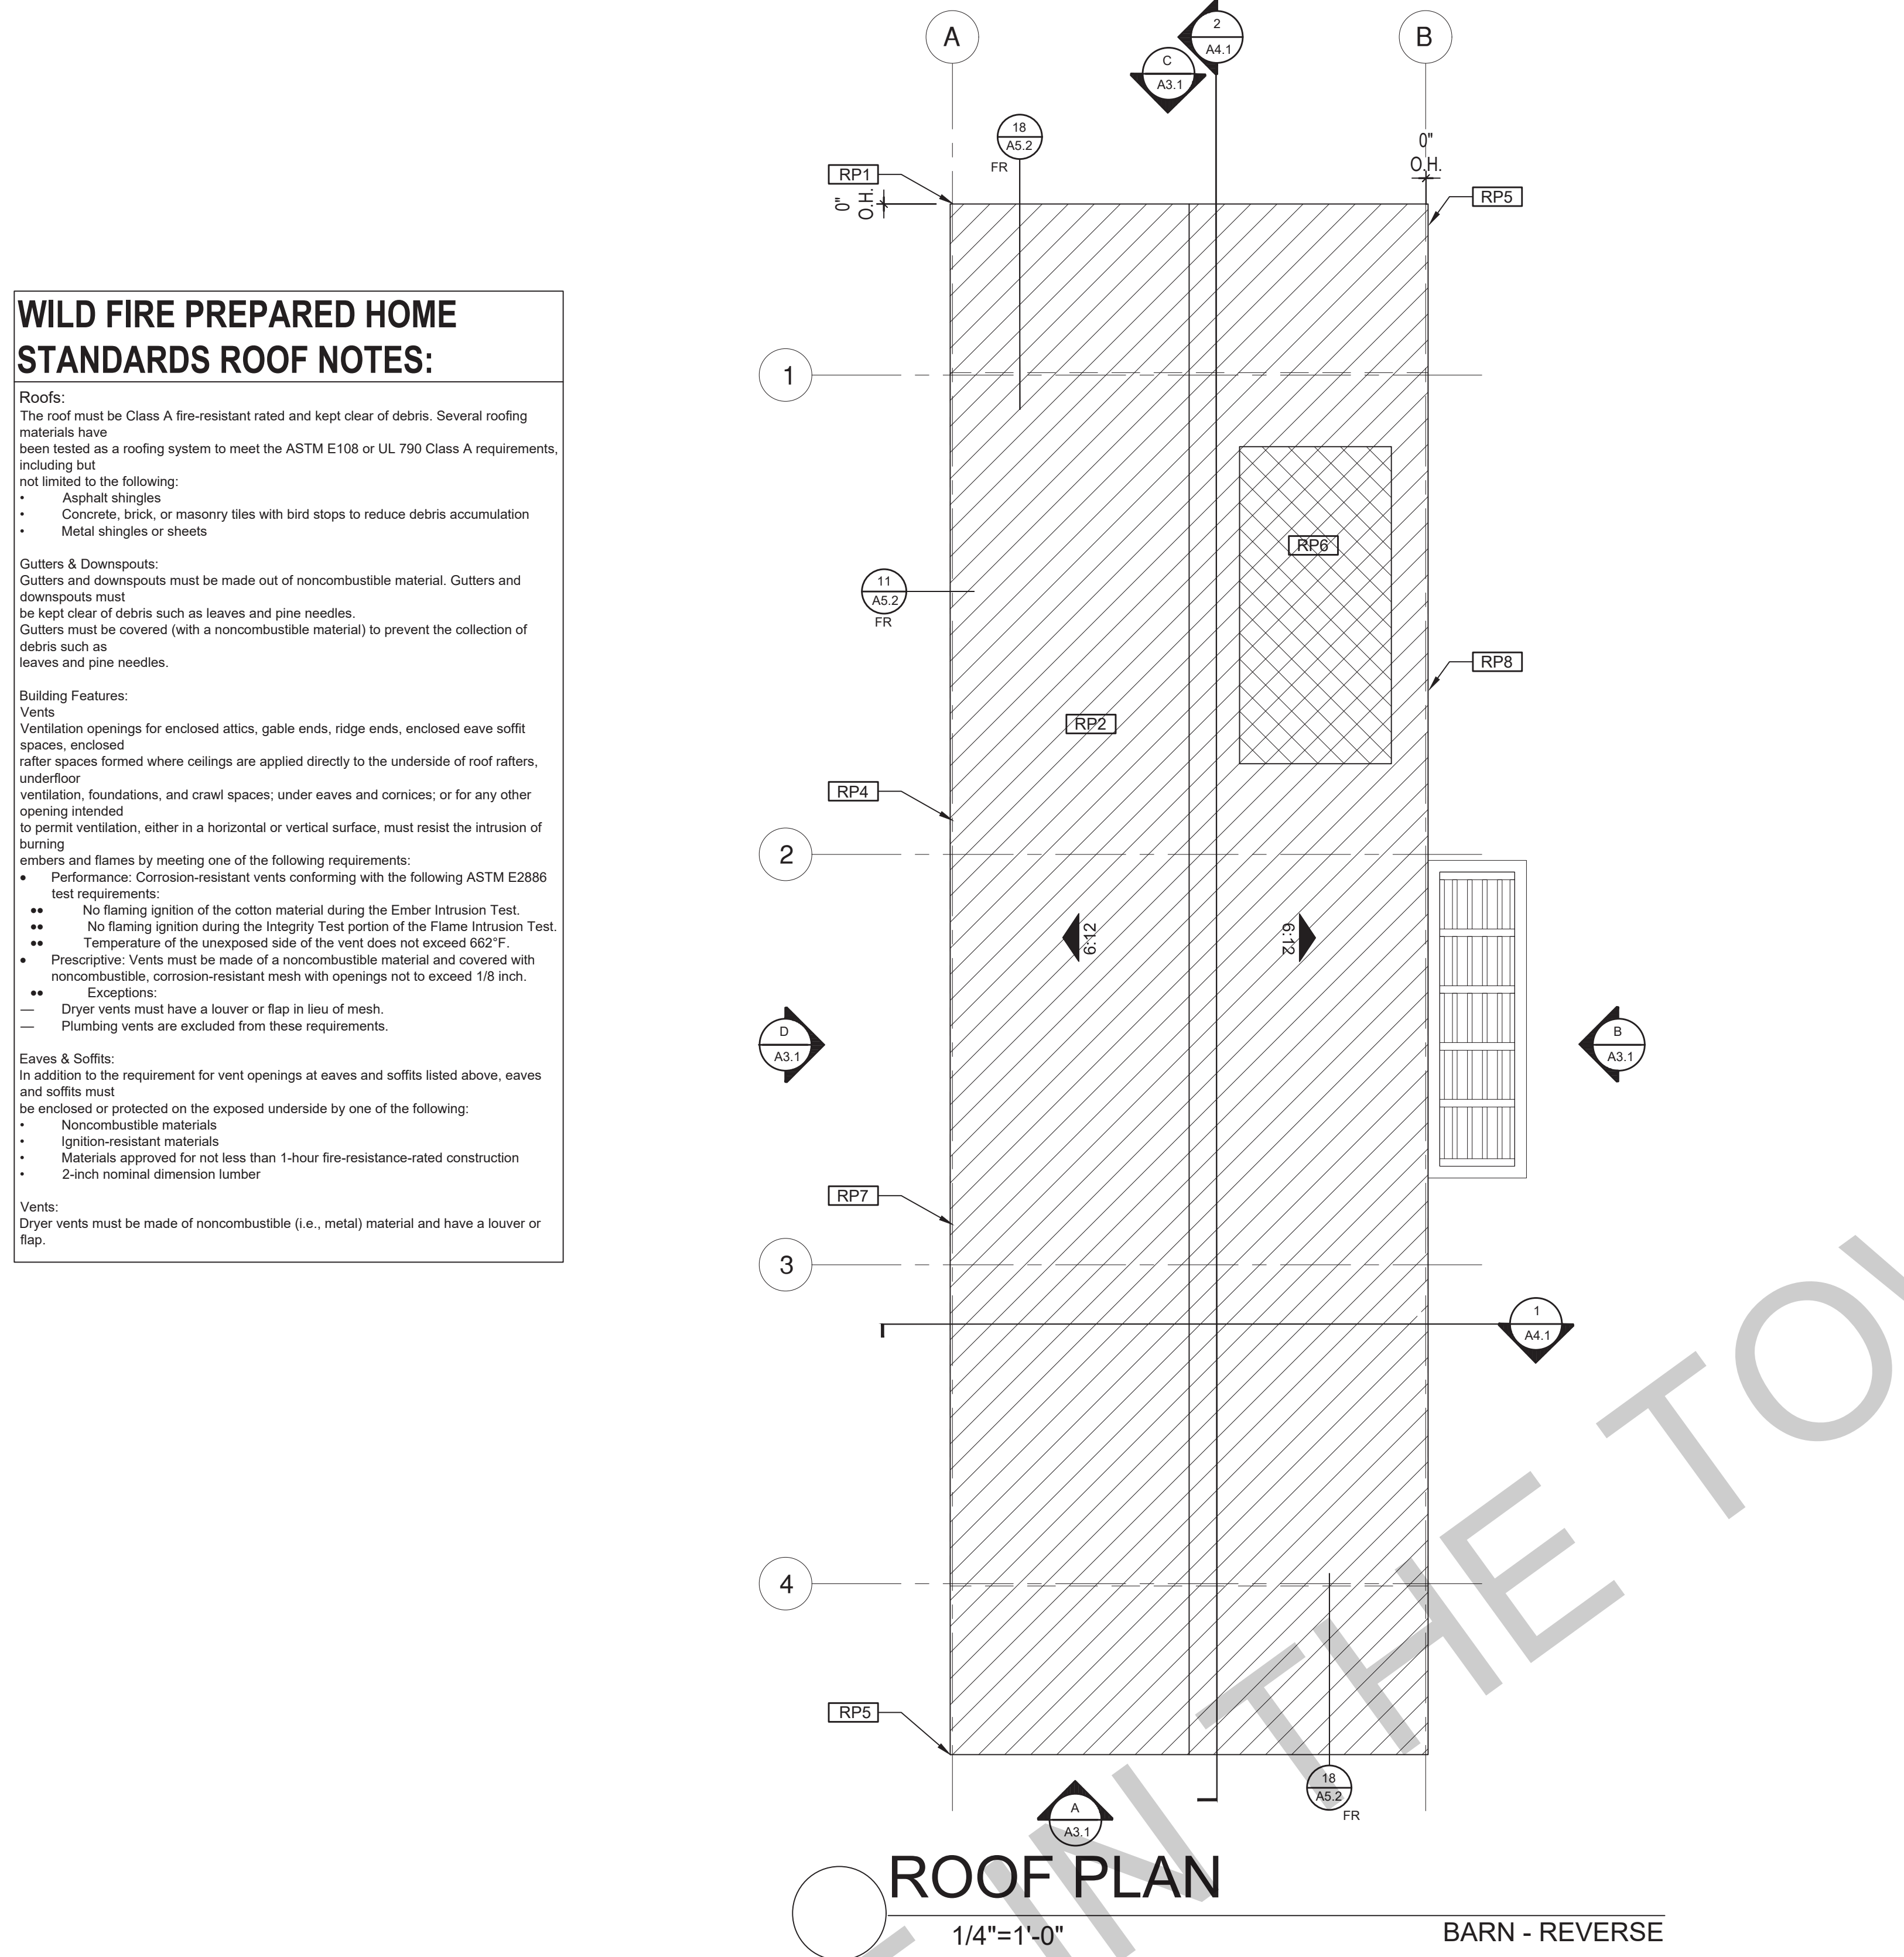 WILD FIRE PREPARED HOME
STANDARDS ROOF NOTES:
Roofs:
The roof must be Class A fire-resistant rated and kept clear of debris. Several roofing
materials have
been tested as a roofing system to meet the ASTM E108 or UL 790 Class A requirements,
including but
not limited to the following:
• Asphalt shingles
• Concrete, brick, or masonry tiles with bird stops to reduce debris accumulation
• Metal shingles or sheets
Gutters & Downspouts:
Gutters and downspouts must be made out of noncombustible material. Gutters and
downspouts must
be kept clear of debris such as leaves and pine needles.
Gutters must be covered (with a noncombustible material) to prevent the collection of
debris such as
leaves and pine needles.
Building Features:
Vents
Ventilation openings for enclosed attics, gable ends, ridge ends, enclosed eave soffit
spaces, enclosed
rafter spaces formed where ceilings are applied directly to the underside of roof rafters,
underfloor
ventilation, foundations, and crawl spaces; under eaves and cornices; or for any other
opening intended
to permit ventilation, either in a horizontal or vertical surface, must resist the intrusion of
burning
embers and flames by meeting one of the following requirements:
• Performance: Corrosion-resistant vents conforming with the following ASTM E2886
test requirements:
•• No flaming ignition of the cotton material during the Ember Intrusion Test.
•• No flaming ignition during the Integrity Test portion of the Flame Intrusion Test.
•• Temperature of the unexposed side of the vent does not exceed 662°F.
• Prescriptive: Vents must be made of a noncombustible material and covered with
noncombustible, corrosion-resistant mesh with openings not to exceed 1/8 inch.
•• Exceptions:
— Dryer vents must have a louver or flap in lieu of mesh.
— Plumbing vents are excluded from these requirements.
Eaves & Soffits:
In addition to the requirement for vent openings at eaves and soffits listed above, eaves
and soffits must
be enclosed or protected on the exposed underside by one of the following:
• Noncombustible materials
• Ignition-resistant materials
• Materials approved for not less than 1-hour fire-resistance-rated construction
• 2-inch nominal dimension lumber
Vents:
Dryer vents must be made of noncombustible (i.e., metal) material and have a louver or
flap.
A
2
A4.1
B
C
A3.1
18
A5.2
FR
0"
O.H.
RP1
0"
O.H.
RP5
1
RP6
11
A5.2
FR
RP8
RP2
RP4
2
6:12
6:12
D
A3.1
B
A3.1
RP7
3
1
A4.1
4
RP5
18
A5.2
FR
A
A3.1
ROOF PLAN
1/4"=1'-0"
BARN - REVERSE
IN THE